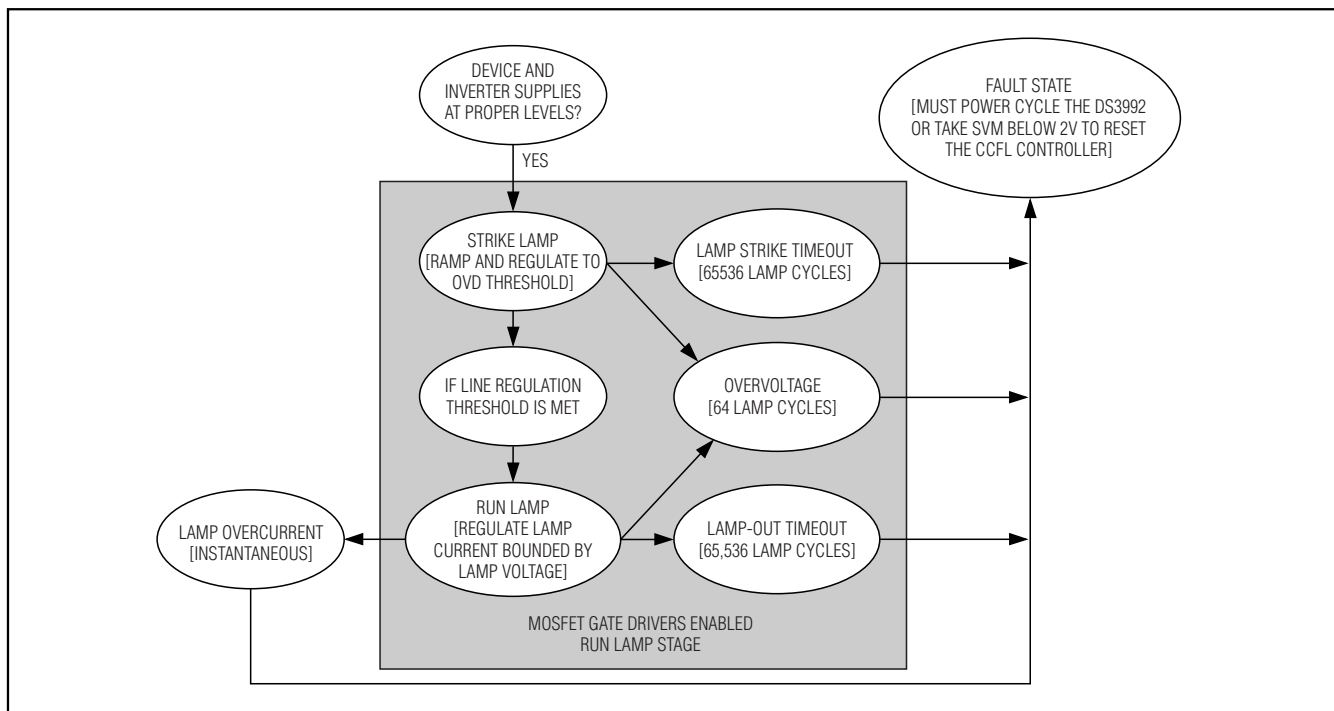 DEVICE AND
INVERTER SUPPLIES
AT PROPER LEVELS?
YES
FAULT STATE
[MUST POWER CYCLE THE DS3992
OR TAKE SVM BELOW 2V TO RESET
THE CCFL CONTROLLER]
STRIKE LAMP
[RAMP AND REGULATE TO
OVD THRESHOLD]
LAMP STRIKE TIMEOUT
[65536 LAMP CYCLES]
IF LINE REGULATION
THRESHOLD IS MET
OVERVOLTAGE
[64 LAMP CYCLES]
LAMP OVERCURRENT
[INSTANTANEOUS]
RUN LAMP
[REGULATE LAMP
CURRENT BOUNDED BY
LAMP VOLTAGE]
LAMP-OUT TIMEOUT
[65,536 LAMP CYCLES]
MOSFET GATE DRIVERS ENABLED
RUN LAMP STAGE